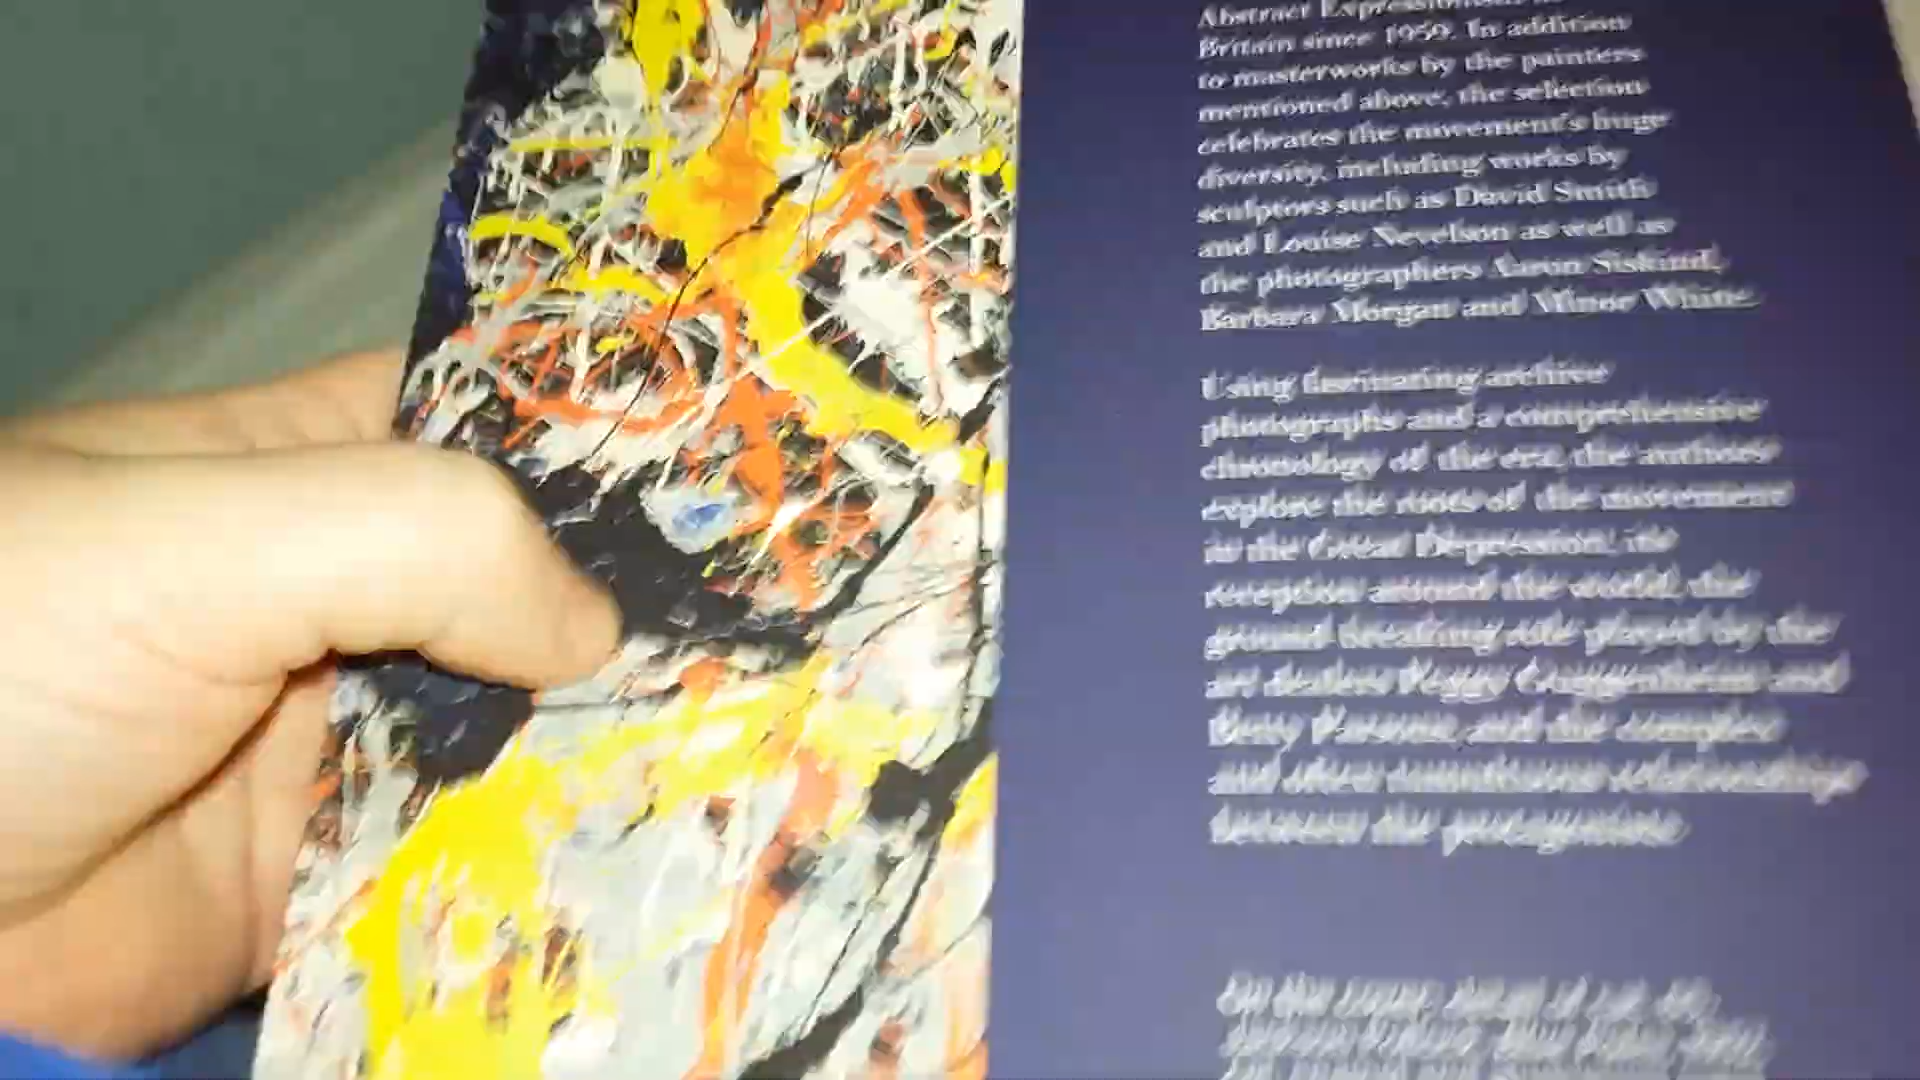 Abstract Expressionism
Britain since 1959. In addition
to masterworks by the painters
mentioned above, the selection
celebrates the movement's huge
diversity, including works by
sculptors such as David Smith
and Louise Nevelson as well as
the photographers Aaron Siskind,
Barbara Morgan and Minor White.
Using fascinating archive
photographs and a comprehensive
chronology of the era, the authors
explore the roots of the movement
in the Great Depression, its
reception around the world, the
ground-breaking role played by the
art dealers Peggy Guggenheim and
Betty Parsons, and the complex
and often tumultuous relationships
between the protagonists.